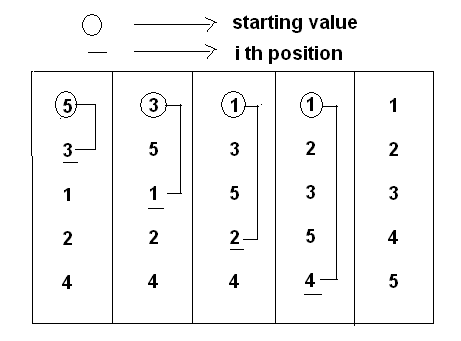 starting value
i th position
5 3 1 1 1
3 5 3 2 2
1 1 5 3 3
2 2 2 5 4
4 4 4 4 5